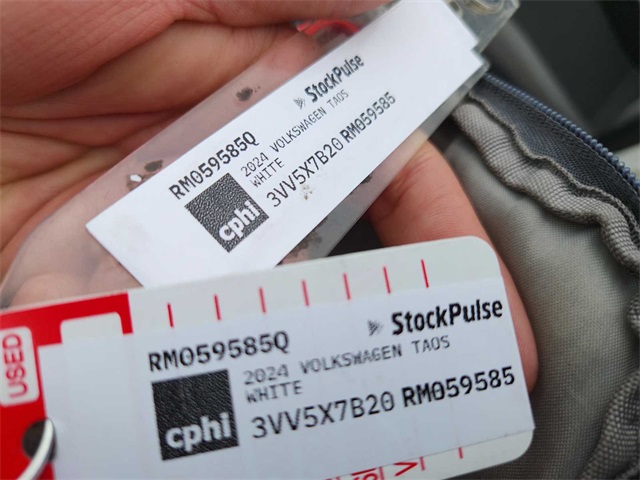 StockPulse
RM059585Q
2024 VOLKSWAGEN TAOS
WHITE
3VV5X7B20 RM059585
cphi
USED
StockPulse
RM059585Q
2024 VOLKSWAGEN TAOS
WHITE
3VV5X7B20 RM059585
cphi